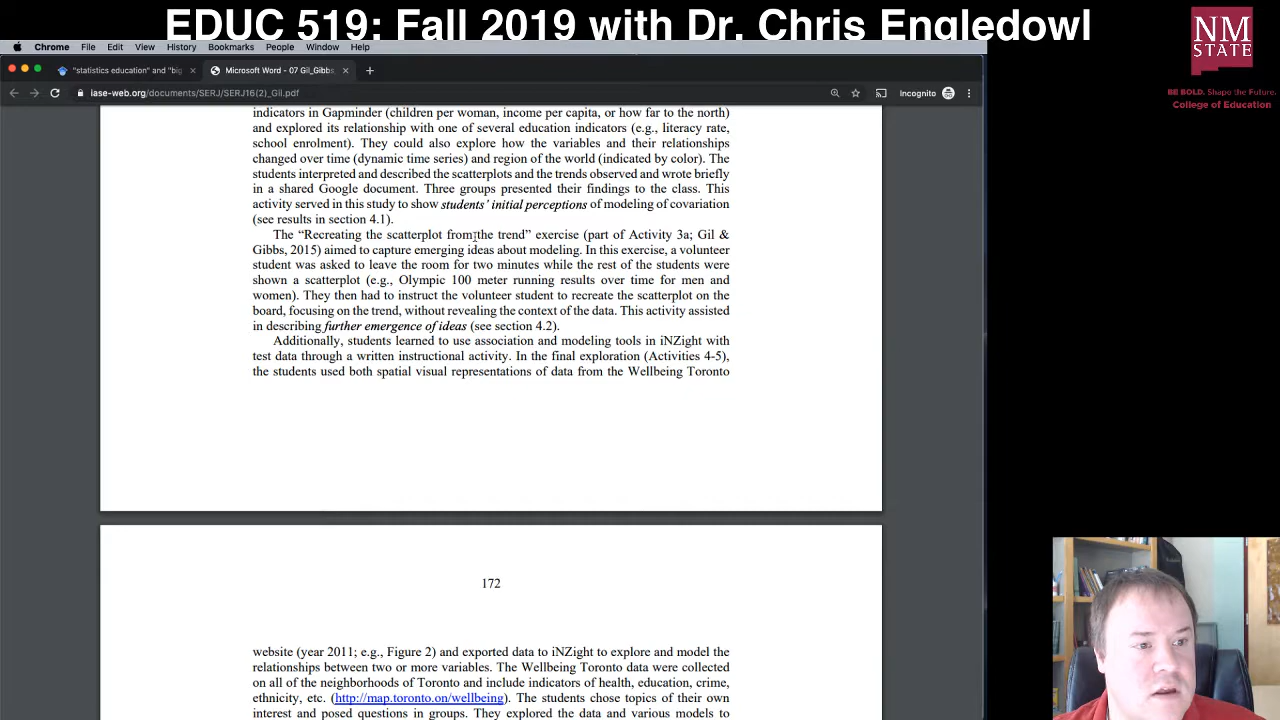 EDUC 519: Fall 2019 with Dr. Chris Engledowl
NM
STATE
BE BOLD. Shape the Future.
College of Education
Chrome File Edit View History Bookmarks People Window Help
"statistics education" and "big
Microsoft Word - 07 Gil_Gibbs_
iase-web.org/documents/SERJ/SERJ16(2)_Gil.pdf
Incognito
indicators in Gapminder (children per woman, income per capita, or how far to the north)
and explored its relationship with one of several education indicators (e.g., literacy rate,
school enrolment). They could also explore how the variables and their relationships
changed over time (dynamic time series) and region of the world (indicated by color). The
students interpreted and described the scatterplots and the trends observed and wrote briefly
in a shared Google document. Three groups presented their findings to the class. This
activity served in this study to show students' initial perceptions of modeling of covariation
(see results in section 4.1).
The “Recreating the scatterplot from the trend” exercise (part of Activity 3a; Gil &
Gibbs, 2015) aimed to capture emerging ideas about modeling. In this exercise, a volunteer
student was asked to leave the room for two minutes while the rest of the students were
shown a scatterplot (e.g., Olympic 100 meter running results over time for men and
women). They then had to instruct the volunteer student to recreate the scatterplot on the
board, focusing on the trend, without revealing the context of the data. This activity assisted
in describing further emergence of ideas (see section 4.2).
Additionally, students learned to use association and modeling tools in iNZight with
test data through a written instructional activity. In the final exploration (Activities 4-5),
the students used both spatial visual representations of data from the Wellbeing Toronto
172
website (year 2011; e.g., Figure 2) and exported data to iNZight to explore and model the
relationships between two or more variables. The Wellbeing Toronto data were collected
on all of the neighborhoods of Toronto and include indicators of health, education, crime,
ethnicity, etc. (http://map.toronto.on/wellbeing). The students chose topics of their own
interest and posed questions in groups. They explored the data and various models to